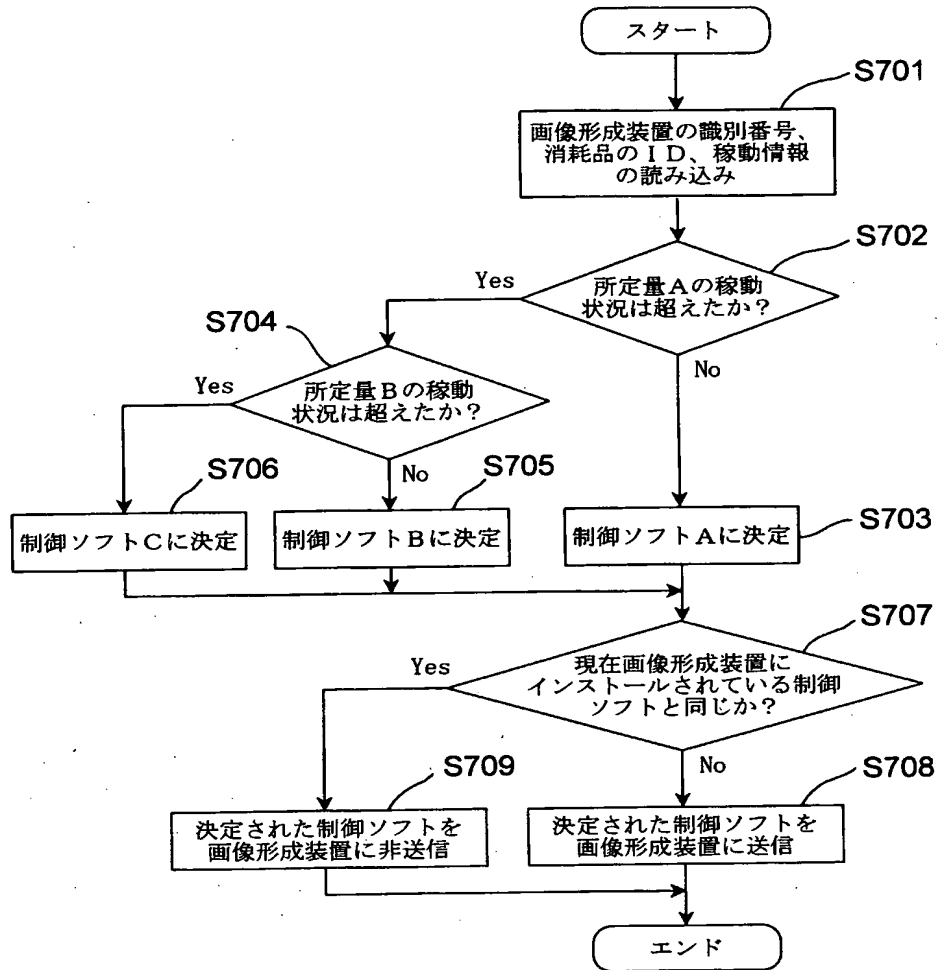 スタート
S701
画像形成装置の識別番号、
消耗品のＩＤ、稼動情報
の読み込み
S702
所定量Ａの稼動
状況は超えたか？
Yes
No
S704
所定量Ｂの稼動
状況は超えたか？
Yes
No
S706
制御ソフトＣに決定
S705
制御ソフトＢに決定
S703
制御ソフトＡに決定
S707
現在画像形成装置に
インストールされている制御
ソフトと同じか？
Yes
No
S709
決定された制御ソフトを
画像形成装置に非送信
S708
決定された制御ソフトを
画像形成装置に送信
エンド